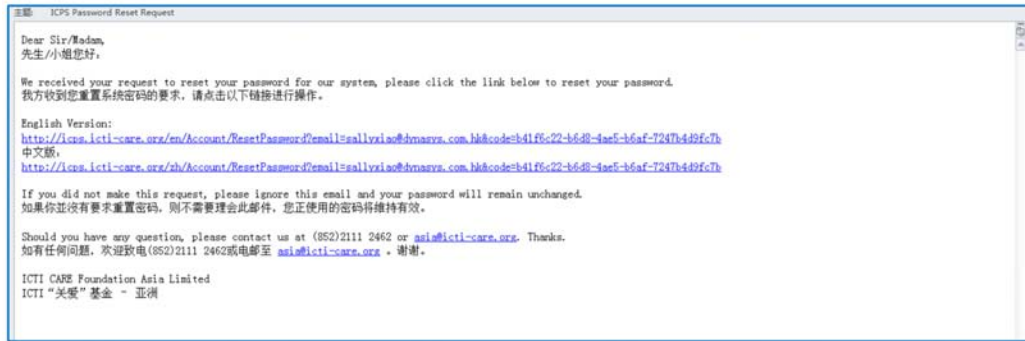 主题: ICPS Password Reset Request
Dear Sir/Madam,
先生/小姐您好，
We received your request to reset your password for our system, please click the link below to reset your password.
我方收到您重置系统密码的要求，请点击以下链接进行操作。
English Version:
http://icps.icti-care.org/en/Account/ResetPassword?email=sallyxiao@dynasys.com.hk&code=b41f6c22-b6d8-4ae5-b6af-7247b4d9fc7b
中文版，
http://icps.icti-care.org/zh/Account/ResetPassword?email=sallyxiao@dynasys.com.hk&code=b41f6c22-b6d8-4ae5-b6af-7247b4d9fc7b
If you did not make this request, please ignore this email and your password will remain unchanged.
如果你並没有要求重置密码，则不需要理会此邮件，您正使用的密码将维持有效。
Should you have any question, please contact us at (852)2111 2462 or asia@icti-care.org. Thanks.
如有任何问题，欢迎致电(852)2111 2462或电邮至 asia@icti-care.org 。谢谢。
ICTI CARE Foundation Asia Limited
ICTI“关爱”基金 - 亚洲